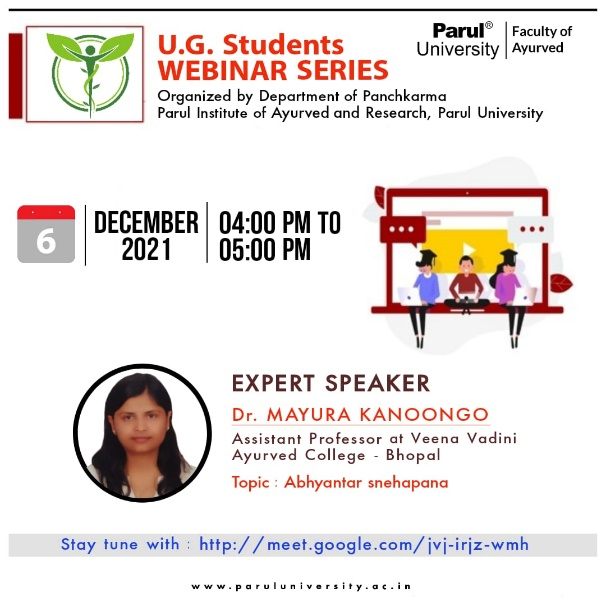 U.G. Students
WEBINAR SERIES
Parul®
University
Faculty of
Ayurved
Organized by Department of Panchkarma
Parul Institute of Ayurved and Research, Parul University
6
DECEMBER
2021
04:00 PM TO
05:00 PM
EXPERT SPEAKER
Dr. MAYURA KANOONGO
Assistant Professor at Veena Vadini
Ayurved College - Bhopal
Topic : Abhyantar snehapana
Stay tune with : http://meet.google.com/jvj-irjz-wmh
www.paruluniversity.ac.in